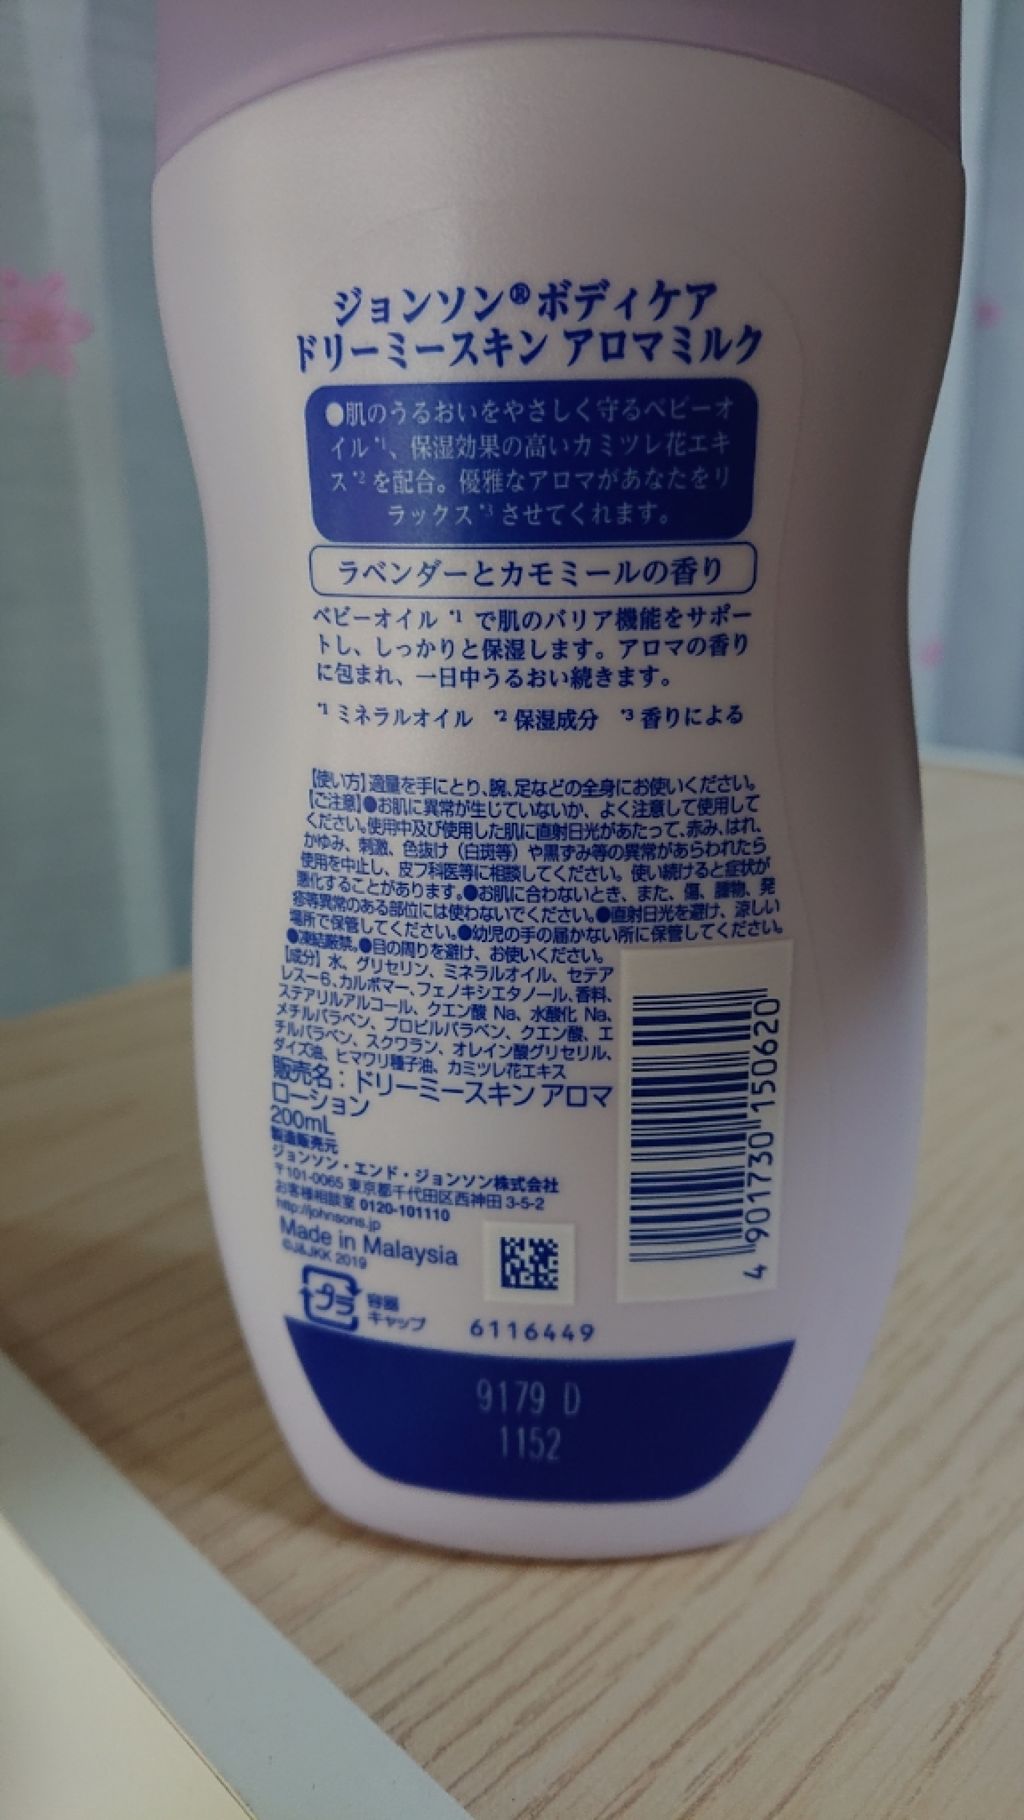 ジョンソン®ボディケア
ドリーミースキン アロマミルク
●肌のうるおいをやさしく守るベビーオ
イル*1、保湿効果の高いカミツレ花エキ
ス*2を配合。優雅なアロマがあなたをリ
ラックス*3させてくれます。
ラベンダーとカモミールの香り
ベビーオイル*1で肌のバリア機能をサポー
トし、しっかりと保湿します。アロマの香り
に包まれ、一日中うるおい続きます。
*1 ミネラルオイル *2 保湿成分 *3 香りによる
【使い方】適量を手にとり、腕、足などの全身にお使いください。
【ご注意】●お肌に異常が生じていないか、よく注意して使用して
ください。使用中及び使用した肌に直射日光があたって、赤み、はれ、
かゆみ、刺激、色抜け（白斑等）や黒ずみ等の異常があらわれたら
使用を中止し、皮フ科医等に相談してください。使い続けると症状が
悪化することがあります。●お肌に合わないとき、また、傷、腫物、発
疹等異常のある部位には使わないでください。●直射日光を避け、涼しい
場所で保管してください。●幼児の手の届かない所に保管してください。
●凍結厳禁。●目の周りを避け、お使いください。
【成分】水、グリセリン、ミネラルオイル、セテア
レス－6、カルボマー、フェノキシエタノール、香料、
ステアリルアルコール、クエン酸 Na、水酸化 Na、
メチルパラベン、プロピルパラベン、クエン酸、エ
チルパラベン、スクワラン、オレイン酸グリセリル、
ダイズ油、ヒマワリ種子油、カミツレ花エキス
販売名：ドリーミースキン アロマ
ローション
200mL
製造販売元
ジョンソン・エンド・ジョンソン株式会社
〒101-0065 東京都千代田区西神田 3-5-2
お客様相談室 0120-101110
http://johnsons.jp
Made in Malaysia
©J&JKK 2019
プラ 容器
キャップ
6116449
4 901730 150620
9179 D
1152